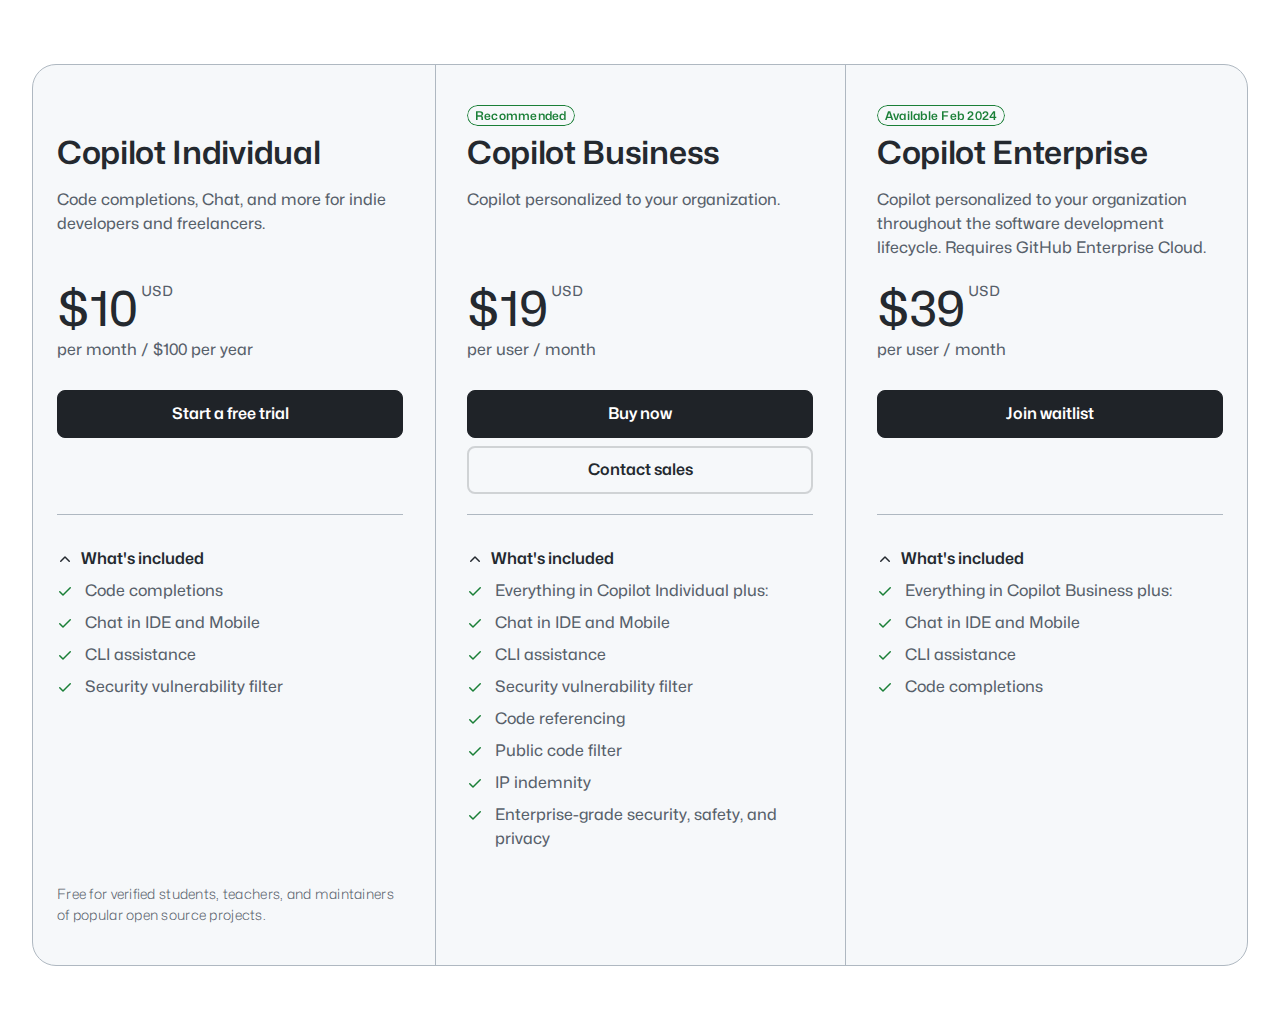 Copilot Individual
Code completions, Chat, and more for indie
developers and freelancers.
$10 USD
per month / $100 per year
Start a free trial
What's included
Code completions
Chat in IDE and Mobile
CLI assistance
Security vulnerability filter
Free for verified students, teachers, and maintainers
of popular open source projects.
Recommended
Copilot Business
Copilot personalized to your organization.
$19 USD
per user / month
Buy now
Contact sales
What's included
Everything in Copilot Individual plus:
Chat in IDE and Mobile
CLI assistance
Security vulnerability filter
Code referencing
Public code filter
IP indemnity
Enterprise-grade security, safety, and
privacy
Available Feb 2024
Copilot Enterprise
Copilot personalized to your organization
throughout the software development
lifecycle. Requires GitHub Enterprise Cloud.
$39 USD
per user / month
Join waitlist
What's included
Everything in Copilot Business plus:
Chat in IDE and Mobile
CLI assistance
Code completions